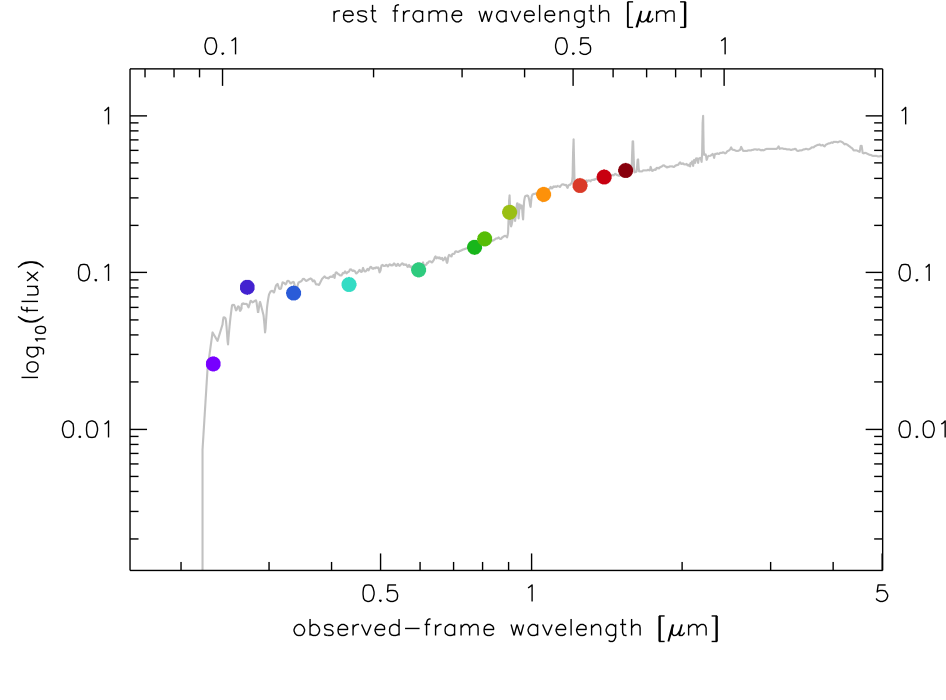 rest frame wavelength [μm]
0.1 0.5 1
1 1
0.1 0.1
0.01 0.01
log10(flux)
0.5 1 5
observed-frame wavelength [μm]